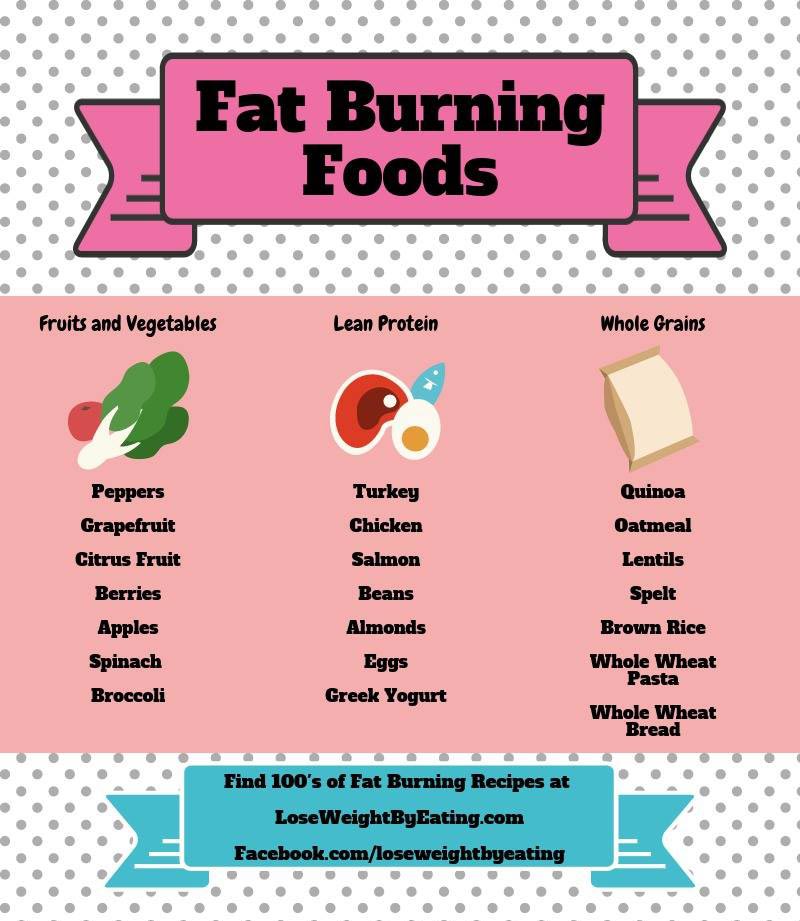 Fat Burning
Foods
Fruits and Vegetables
Peppers
Grapefruit
Citrus Fruit
Berries
Apples
Spinach
Broccoli
Lean Protein
Turkey
Chicken
Salmon
Beans
Almonds
Eggs
Greek Yogurt
Whole Grains
Quinoa
Oatmeal
Lentils
Spelt
Brown Rice
Whole Wheat
Pasta
Whole Wheat
Bread
Find 100's of Fat Burning Recipes at
LoseWeightByEating.com
Facebook.com/loseweightbyeating